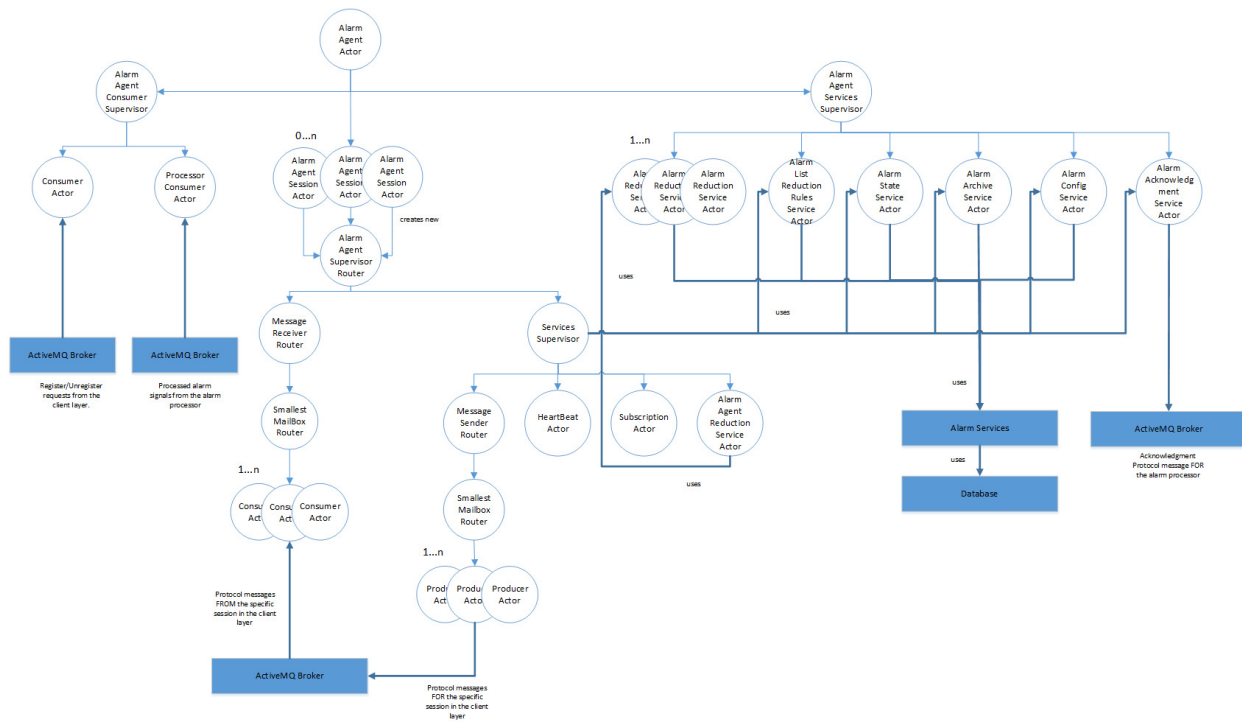 Alarm
Agent
Actor
Alarm
Agent
Consumer
Supervisor
Alarm
Agent
Services
Supervisor
0...n
1...n
Consumer
Actor
Processor
Consumer
Actor
Alarm
Agent
Session
Actor
Alarm
Agent
Session
Actor
Alarm
Agent
Session
Actor
creates new
Alarm
Agent
Supervisor
Router
Alarm
Reduction
Service
Actor
Alarm
Reduction
Service
Actor
Alarm
List
Reduction
Rules
Service
Actor
Alarm
State
Service
Actor
Alarm
Archive
Service
Actor
Alarm
Config
Service
Actor
Alarm
Acknowledg
ment
Service
Actor
uses
uses
Message
Receiver
Router
Services
Supervisor
ActiveMQ Broker
Register/Unregister
requests from the
client layer.
ActiveMQ Broker
Processed alarm
signals from the alarm
processor
Smallest
MailBox
Router
Message
Sender
Router
HeartBeat
Actor
Subscription
Actor
Alarm
Agent
Reduction
Service
Actor
uses
uses
Alarm Services
uses
Database
ActiveMQ Broker
Acknowledgment
Protocol message FOR
the alarm processor
1...n
Consumer
Actor
Smallest
Mailbox
Router
1...n
Producer
Actor
Protocol messages
FROM the specific
session in the client
layer
ActiveMQ Broker
Protocol messages
FOR the specific
session in the client
layer